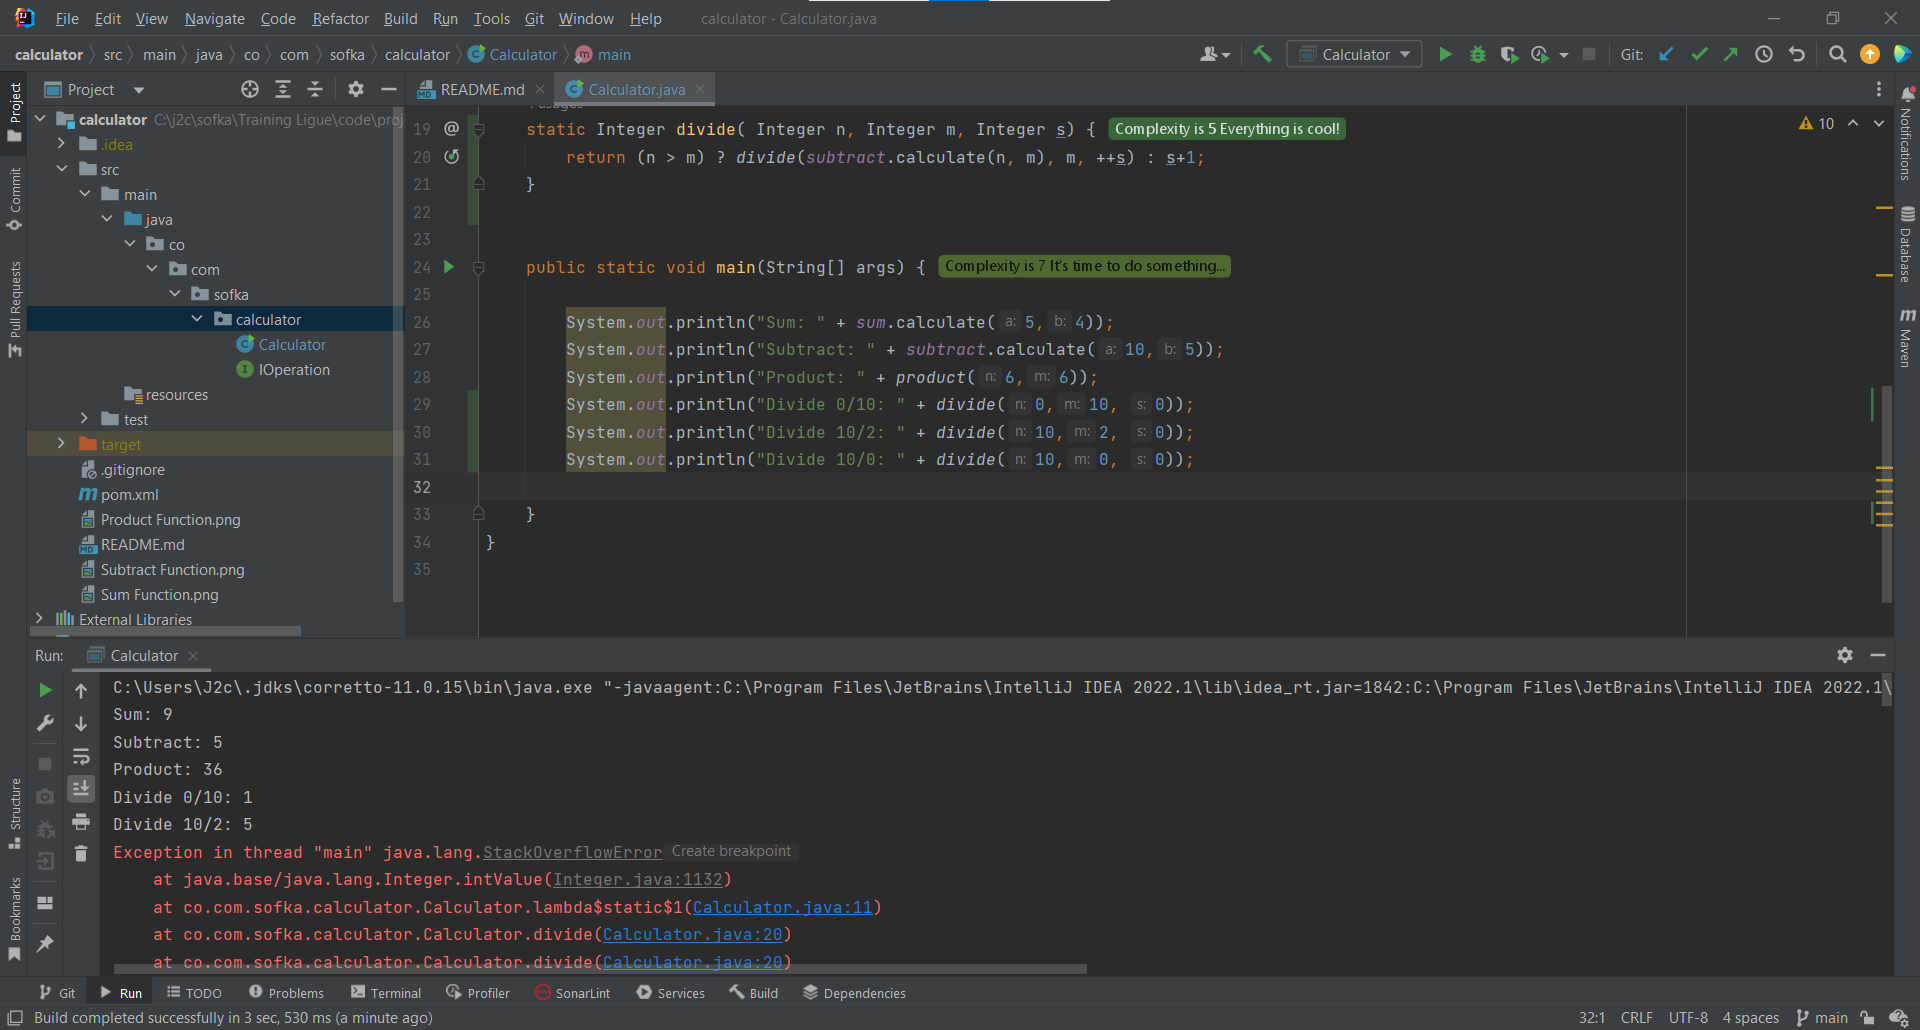 File Edit View Navigate Code Refactor Build Run Tools Git Window Help calculator - Calculator.java
calculator src main java co com sofka calculator Calculator main Calculator Git:
Project
README.md
Calculator.java
calculator C:\j2c\sofka\Training Ligue\code\proj
.idea
src
main
java
co
com
sofka
calculator
Calculator
IOperation
resources
test
target
.gitignore
pom.xml
Product Function.png
README.md
Subtract Function.png
Sum Function.png
External Libraries
Project
Commit
Pull Requests
Structure
Bookmarks
10
19 static Integer divide( Integer n, Integer m, Integer s) { Complexity is 5 Everything is cool!
20 return (n > m) ? divide(subtract.calculate(n, m), m, ++s) : s+1;
21 }
22
23
24 public static void main(String[] args) { Complexity is 7 It's time to do something...
25
26 System.out.println("Sum: " + sum.calculate( a: 5, b: 4));
27 System.out.println("Subtract: " + subtract.calculate( a: 10, b: 5));
28 System.out.println("Product: " + product( n: 6, m: 6));
29 System.out.println("Divide 0/10: " + divide( n: 0, m: 10, s: 0));
30 System.out.println("Divide 10/2: " + divide( n: 10, m: 2, s: 0));
31 System.out.println("Divide 10/0: " + divide( n: 10, m: 0, s: 0));
32
33 }
34 }
35
Notifications
Database
Maven
Run: Calculator
C:\Users\J2c\.jdks\corretto-11.0.15\bin\java.exe "-javaagent:C:\Program Files\JetBrains\IntelliJ IDEA 2022.1\lib\idea_rt.jar=1842:C:\Program Files\JetBrains\IntelliJ IDEA 2022.1\
Sum: 9
Subtract: 5
Product: 36
Divide 0/10: 1
Divide 10/2: 5
Exception in thread "main" java.lang.StackOverflowError Create breakpoint
at java.base/java.lang.Integer.intValue(Integer.java:1132)
at co.com.sofka.calculator.Calculator.lambda$static$1(Calculator.java:11)
at co.com.sofka.calculator.Calculator.divide(Calculator.java:20)
at co.com.sofka.calculator.Calculator.divide(Calculator.java:20)
Git Run TODO Problems Terminal Profiler SonarLint Services Build Dependencies
Build completed successfully in 3 sec, 530 ms (a minute ago) 32:1 CRLF UTF-8 4 spaces main